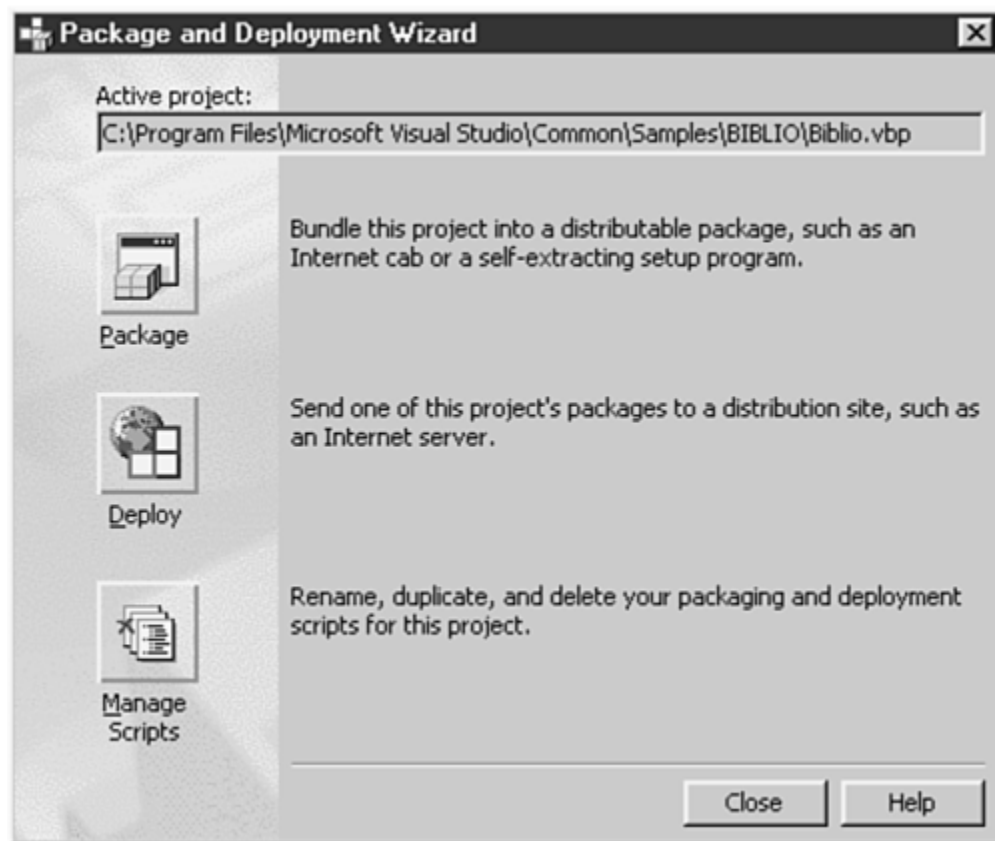 Package and Deployment Wizard
Active project:
C:\Program Files\Microsoft Visual Studio\Common\Samples\BIBLIO\Biblio.vbp
Bundle this project into a distributable package, such as an
Internet cab or a self-extracting setup program.
Package
Send one of this project's packages to a distribution site, such as
an Internet server.
Deploy
Rename, duplicate, and delete your packaging and deployment
scripts for this project.
Manage
Scripts
Close
Help